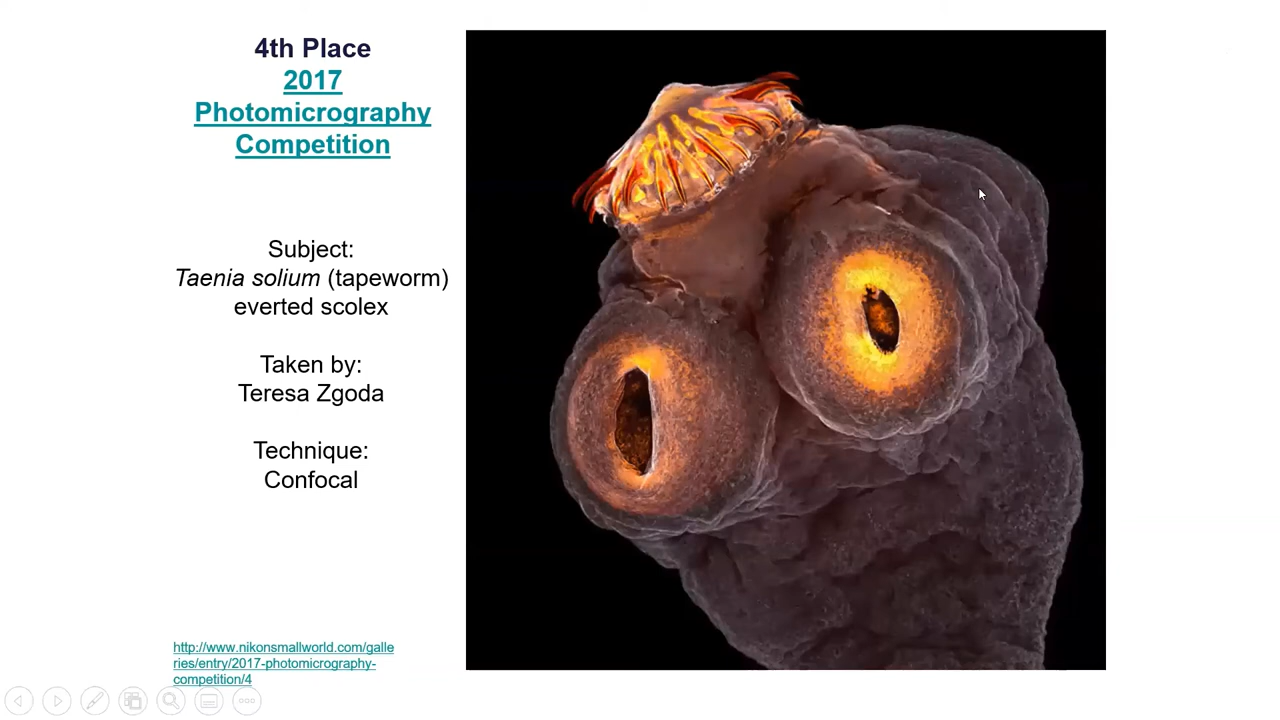 4th Place
2017
Photomicrography
Competition
Subject:
Taenia solium (tapeworm)
everted scolex
Taken by:
Teresa Zgoda
Technique:
Confocal
http://www.nikonsmallworld.com/galle
ries/entry/2017-photomicrography-
competition/4